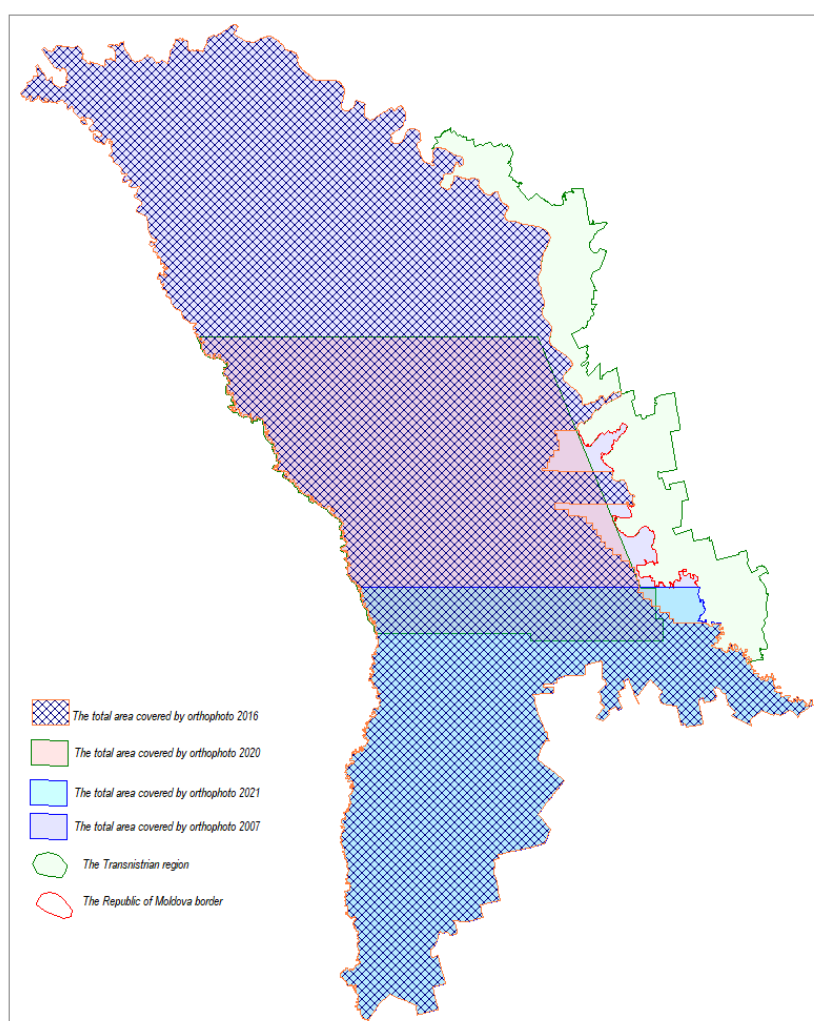 The total area covered by orthophoto 2016
The total area covered by orthophoto 2020
The total area covered by orthophoto 2021
The total area covered by orthophoto 2007
The Transnistrian region
The Republic of Moldova border